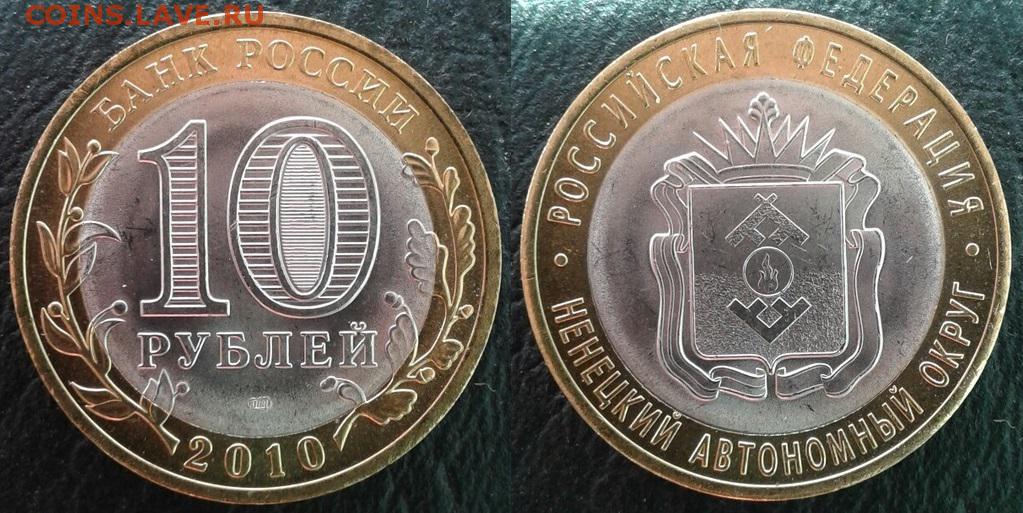 COINS.LAVE.RU
БАНК РОССИИ
10
РУБЛЕЙ
СПМД
2010
РОССИЙСКАЯ ФЕДЕРАЦИЯ
НЕНЕЦКИЙ АВТОНОМНЫЙ ОКРУГ